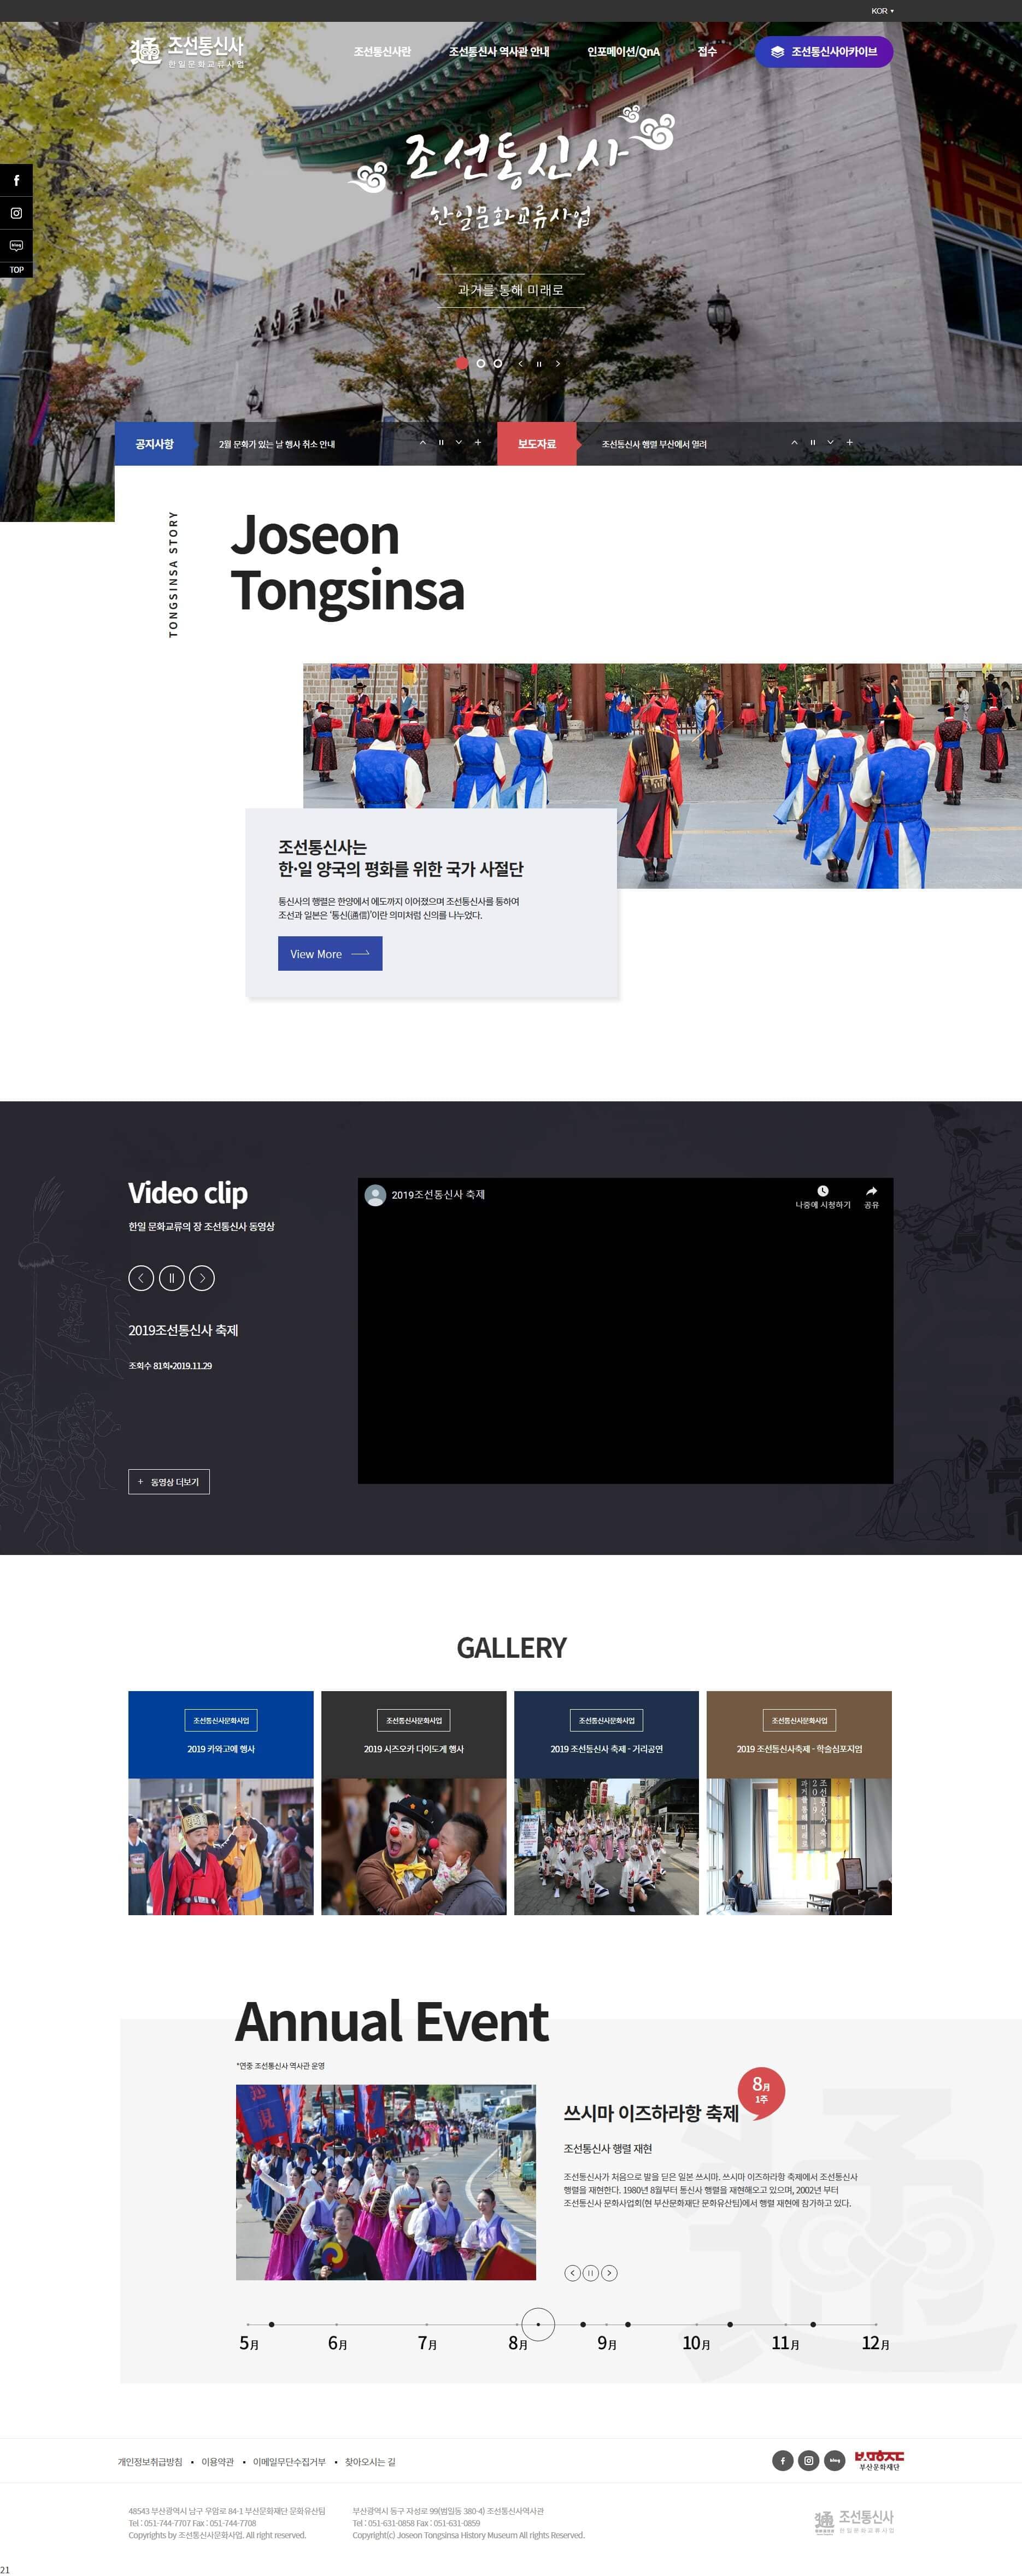 KOR
通
조선통신사
한일문화교류사업
조선통신사란
조선통신사 역사관 안내
인포메이션/QnA
접수
조선통신사아카이브
조선통신사
한일문화교류사업
과거를 통해 미래로
blog
TOP
공지사항
2월 문화가 있는 날 행사 취소 안내
보도자료
조선통신사 행렬 부산에서 열려
TONGSINSA STORY
Joseon
Tongsinsa
조선통신사는
한·일 양국의 평화를 위한 국가 사절단
통신사의 행렬은 한양에서 에도까지 이어졌으며 조선통신사를 통하여
조선과 일본은 '통신(通信)'이란 의미처럼 신의를 나누었다.
View More
Video clip
한일 문화교류의 장 조선통신사 동영상
2019조선통신사 축제
조회수 81회•2019.11.29
+ 동영상 더보기
2019조선통신사 축제
나중에 시청하기
공유
GALLERY
조선통신사문화사업
2019 카와고에 행사
조선통신사문화사업
2019 시즈오카 다이도게 행사
조선통신사문화사업
2019 조선통신사 축제 - 거리공연
조선통신사문화사업
2019 조선통신사축제 - 학술심포지엄
Annual Event
*연중 조선통신사 역사관 운영
8月
1주
쓰시마 이즈하라항 축제
조선통신사 행렬 재현
조선통신사가 처음으로 발을 딛은 일본 쓰시마. 쓰시마 이즈하라항 축제에서 조선통신사
행렬을 재현한다. 1980년 8월부터 통신사 행렬을 재현해오고 있으며, 2002년 부터
조선통신사 문화사업회(현 부산문화재단 문화유산팀)에서 행렬 재현에 참가하고 있다.
5月
6月
7月
8月
9月
10月
11月
12月
개인정보취급방침 • 이용약관 • 이메일무단수집거부 • 찾아오시는 길
blog
부산문화재단
48543 부산광역시 남구 우암로 84-1 부산문화재단 문화유산팀
Tel : 051-744-7707 Fax : 051-744-7708
Copyrights by 조선통신사문화사업. All right reserved.
부산광역시 동구 자성로 99(범일동 380-4) 조선통신사역사관
Tel : 051-631-0858 Fax : 051-631-0859
Copyright(c) Joseon Tongsinsa History Museum All rights Reserved.
조선통신사
한일문화교류사업
21